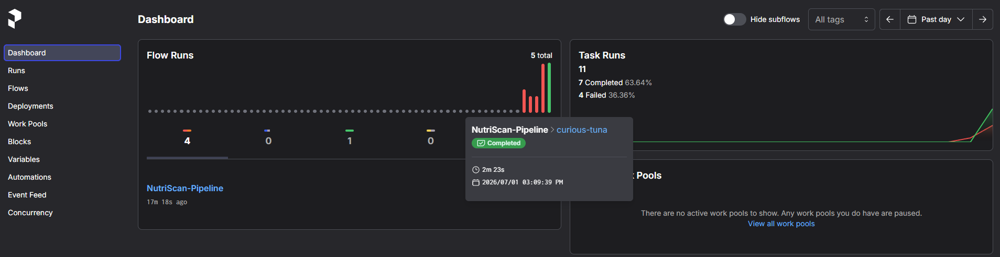 Dashboard
Hide subflows
All tags
Past day
Dashboard
Runs
Flows
Deployments
Work Pools
Blocks
Variables
Automations
Event Feed
Concurrency
Flow Runs
5 total
4
0
1
0
NutriScan-Pipeline
17m 18s ago
NutriScan-Pipeline > curious-tuna
Completed
2m 23s
2026/07/01 03:09:39 PM
Task Runs
11
7 Completed 63.64%
4 Failed 36.36%
Pools
There are no active work pools to show. Any work pools you do have are paused.
View all work pools